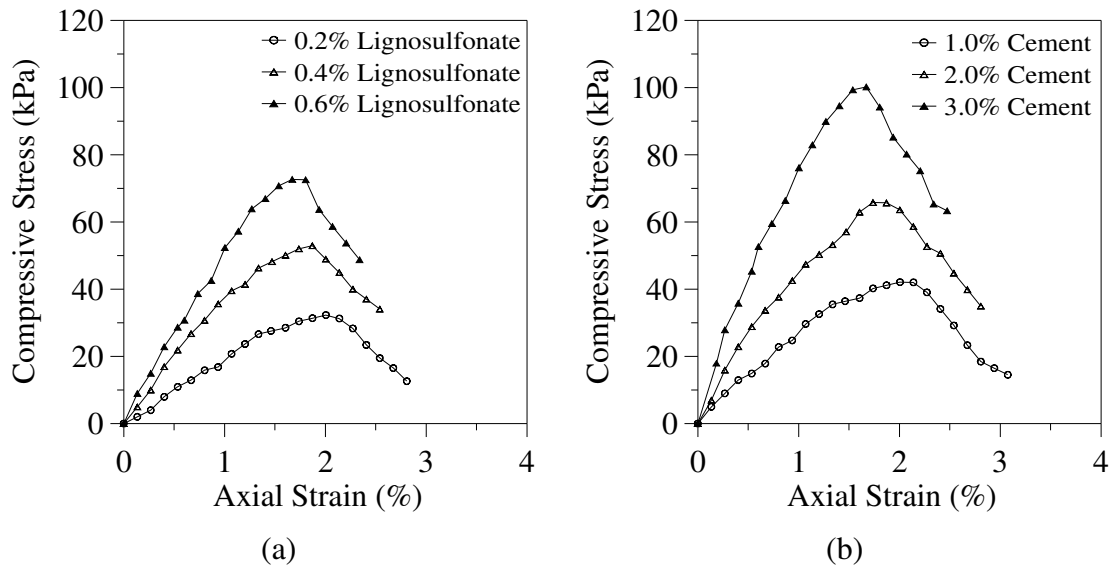 120
100
80
60
40
20
0
Compressive Stress (kPa)
0.2% Lignosulfonate
0.4% Lignosulfonate
0.6% Lignosulfonate
0 1 2 3 4
Axial Strain (%)
(a)
120
100
80
60
40
20
0
Compressive Stress (kPa)
1.0% Cement
2.0% Cement
3.0% Cement
0 1 2 3 4
Axial Strain (%)
(b)